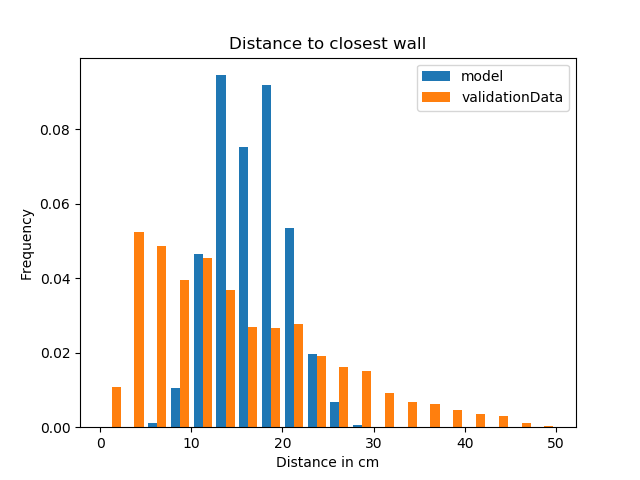 Distance to closest wall
model
validationData
0.08
0.06
0.04
0.02
0.00
Frequency
0 10 20 30 40 50
Distance in cm